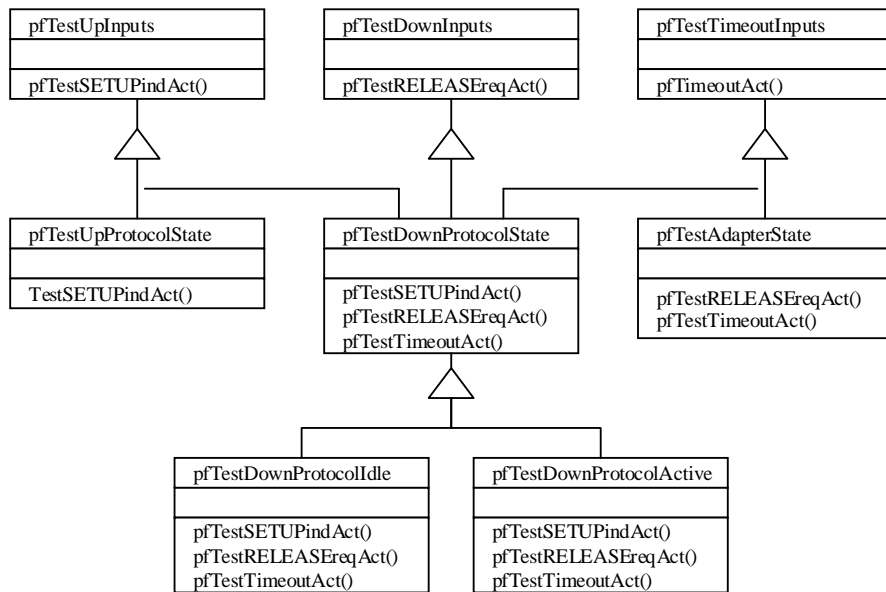 pfTestUpInputs
pfTestSETUPindAct()
pfTestDownInputs
pfTestRELEASEreqAct()
pfTestTimeoutInputs
pfTimeoutAct()
pfTestUpProtocolState
TestSETUPindAct()
pfTestDownProtocolState
pfTestSETUPindAct()
pfTestRELEASEreqAct()
pfTestTimeoutAct()
pfTestAdapterState
pfTestRELEASEreqAct()
pfTestTimeoutAct()
pfTestDownProtocolIdle
pfTestSETUPindAct()
pfTestRELEASEreqAct()
pfTestTimeoutAct()
pfTestDownProtocolActive
pfTestSETUPindAct()
pfTestRELEASEreqAct()
pfTestTimeoutAct()